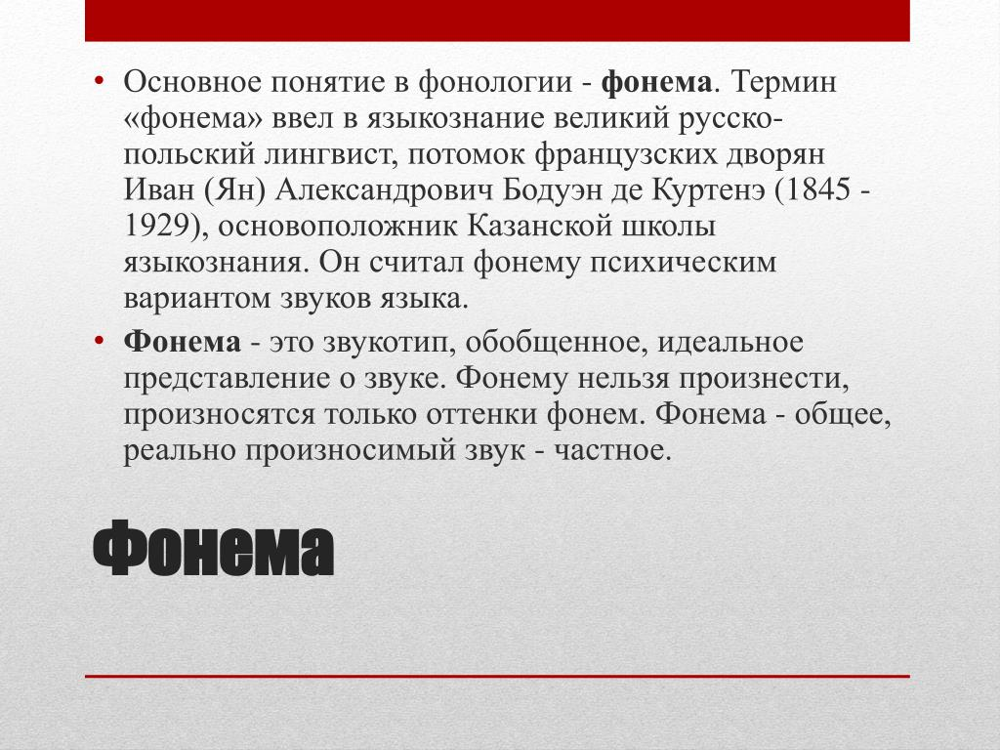 • Основное понятие в фонологии - фонема. Термин
«фонема» ввел в языкознание великий русско-
польский лингвист, потомок французских дворян
Иван (Ян) Александрович Бодуэн де Куртенэ (1845 -
1929), основоположник Казанской школы
языкознания. Он считал фонему психическим
вариантом звуков языка.
• Фонема - это звукотип, обобщенное, идеальное
представление о звуке. Фонему нельзя произнести,
произносятся только оттенки фонем. Фонема - общее,
реально произносимый звук - частное.
Фонема